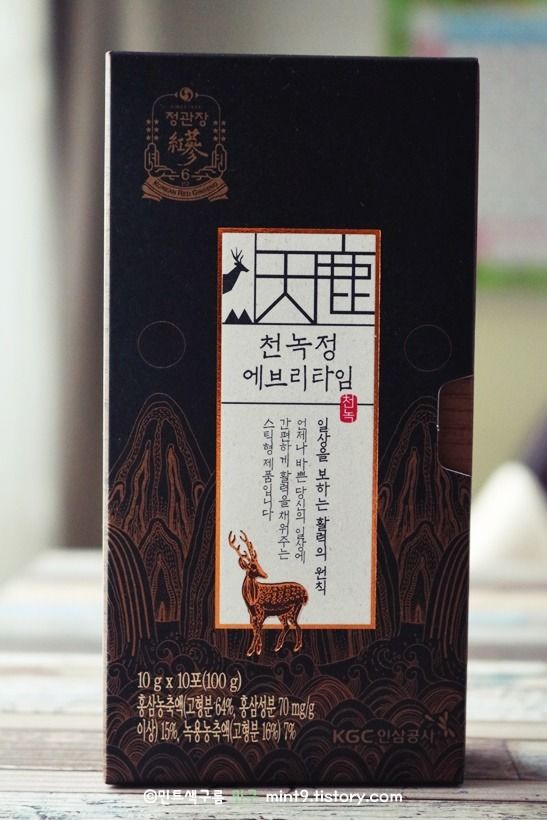 정관장
紅蔘
6
KOREAN RED GINSENG
天鹿
천녹정
에브리타임
천녹
일상을 보하는 활력의 원칙
언제나 바쁜 당신의 일상에
간편하게 활력을 채워주는
스틱형 제품입니다
10 g x 10포(100 g)
홍삼농축액(고형분 64%, 홍삼성분 70 mg/g
이상) 15%, 녹용농축액(고형분 16%) 7%
KGC 인삼공사
©민트색구름 mint9.tistory.com